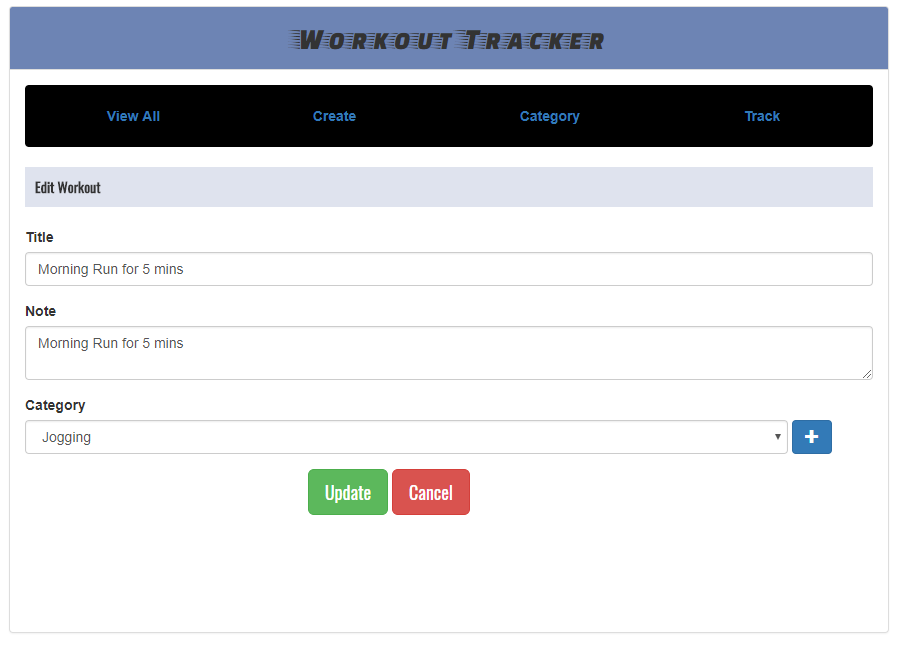 Workout Tracker
View All Create Category Track
Edit Workout
Title
Morning Run for 5 mins
Note
Morning Run for 5 mins
Category
Jogging
Update Cancel